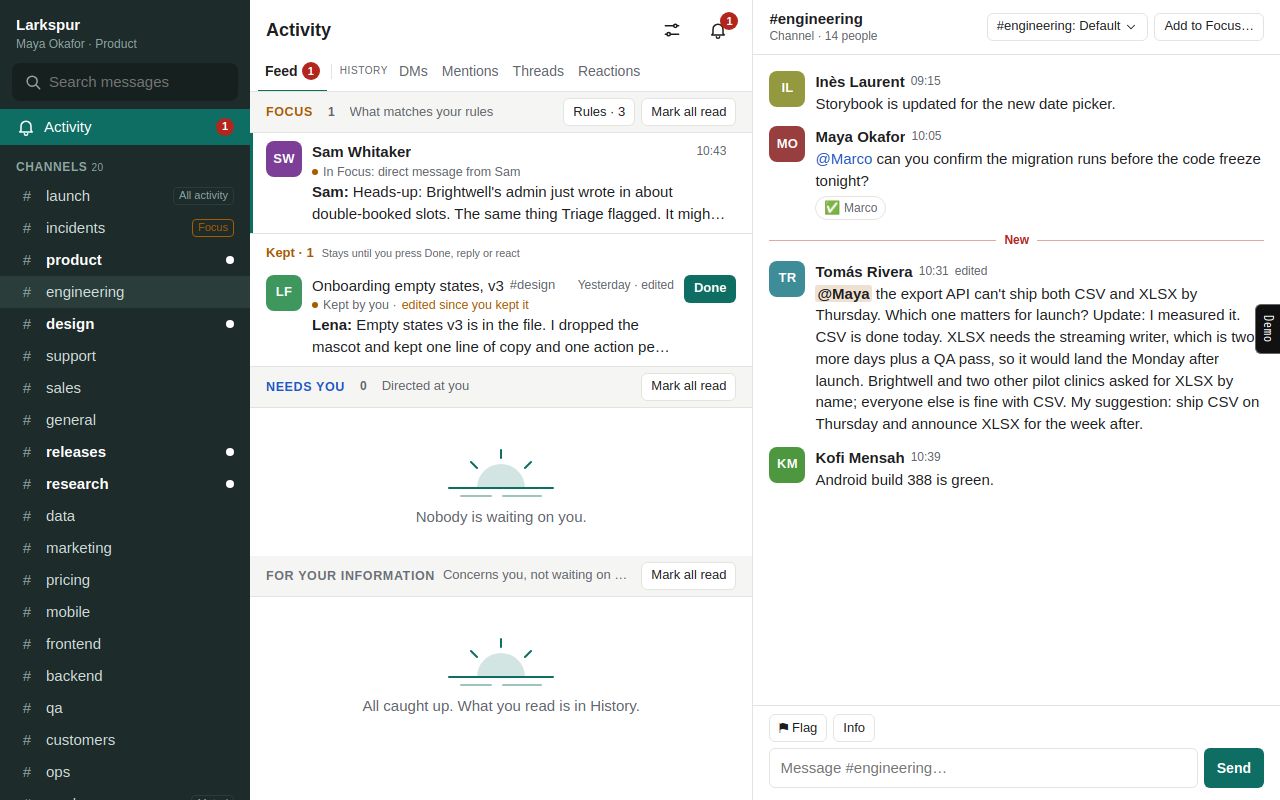 Larkspur
Maya Okafor · Product
Search messages
Activity 1
CHANNELS 20
# launch All activity
# incidents Focus
# product
# engineering
# design
# support
# sales
# general
# releases
# research
# data
# marketing
# pricing
# mobile
# frontend
# backend
# qa
# customers
# ops
Activity 1
Feed 1 HISTORY DMs Mentions Threads Reactions
FOCUS 1 What matches your rules Rules · 3 Mark all read
SW Sam Whitaker 10:43
In Focus: direct message from Sam
Sam: Heads-up: Brightwell's admin just wrote in about
double-booked slots. The same thing Triage flagged. It migh…
Kept · 1 Stays until you press Done, reply or react
LF Onboarding empty states, v3 #design Yesterday · edited Done
Kept by you · edited since you kept it
Lena: Empty states v3 is in the file. I dropped the
mascot and kept one line of copy and one action pe…
NEEDS YOU 0 Directed at you Mark all read
Nobody is waiting on you.
FOR YOUR INFORMATION Concerns you, not waiting on … Mark all read
All caught up. What you read is in History.
#engineering
Channel · 14 people
#engineering: Default Add to Focus…
IL Inès Laurent 09:15
Storybook is updated for the new date picker.
MO Maya Okafor 10:05
@Marco can you confirm the migration runs before the code freeze
tonight?
✅ Marco
New
TR Tomás Rivera 10:31 edited
@Maya the export API can't ship both CSV and XLSX by
Thursday. Which one matters for launch? Update: I measured it.
CSV is done today. XLSX needs the streaming writer, which is two
more days plus a QA pass, so it would land the Monday after
launch. Brightwell and two other pilot clinics asked for XLSX by
name; everyone else is fine with CSV. My suggestion: ship CSV on
Thursday and announce XLSX for the week after.
KM Kofi Mensah 10:39
Android build 388 is green.
Demo
Flag Info
Message #engineering…
Send